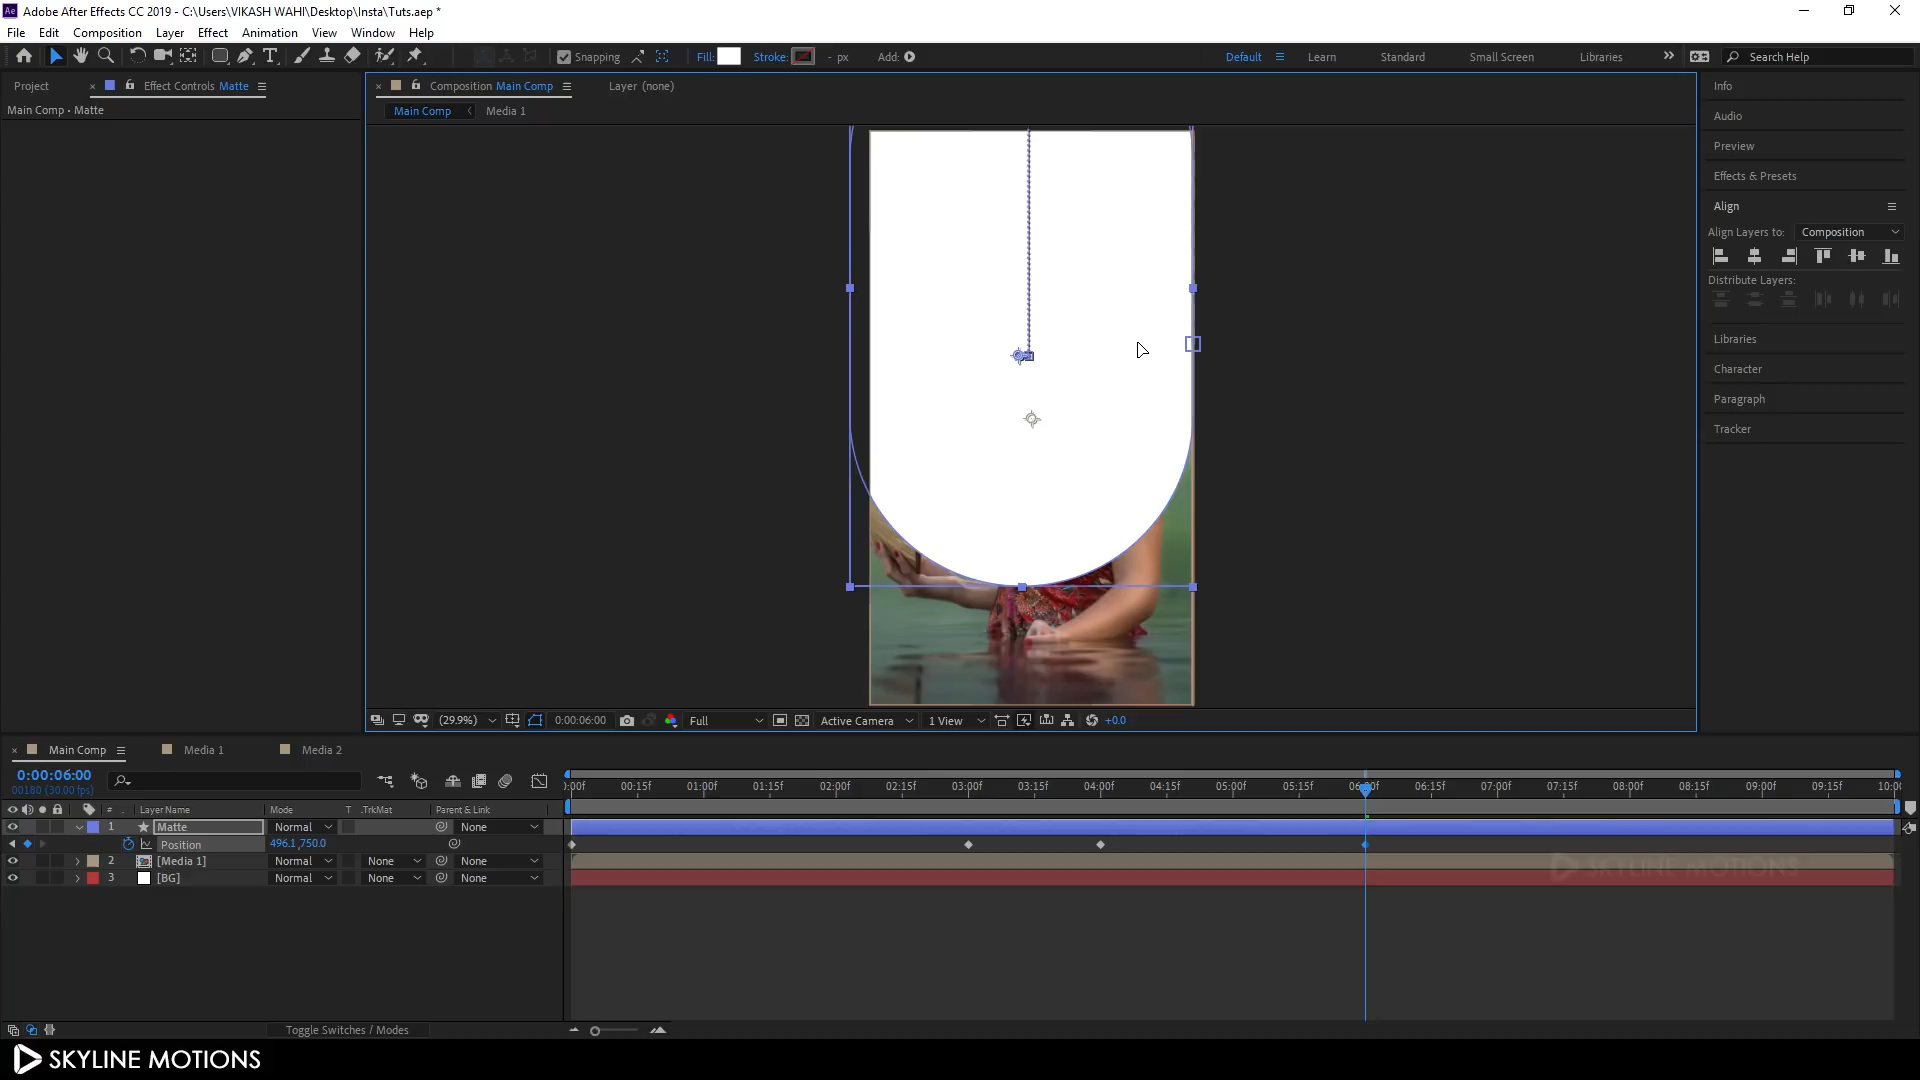 Ae Adobe After Effects CC 2019 - C:\Users\VIKASH WAHI\Desktop\Insta\Tuts.aep *
File Edit Composition Layer Effect Animation View Window Help
Snapping Fill: Stroke: - px Add: Default Learn Standard Small Screen Libraries Search Help
Project Effect Controls Matte Composition Main Comp Layer (none) Info
Main Comp • Matte Main Comp Media 1 Audio
Preview
Effects & Presets
Align
Align Layers to: Composition
Distribute Layers:
Libraries
Character
Paragraph
Tracker
(29.9%) 0:00:06:00 Full Active Camera 1 View +0.0
Main Comp Media 1 Media 2
0:00:06:00
00180 (30.00 fps)
:00f 00:15f 01:00f 01:15f 02:00f 02:15f 03:00f 03:15f 04:00f 04:15f 05:00f 05:15f 06:00f 06:15f 07:00f 07:15f 08:00f 08:15f 09:00f 09:15f 10:00
# Layer Name Mode T .TrkMat Parent & Link
1 Matte Normal None
Position 496.1,750.0
2 [Media 1] Normal None None
SKYLINE MOTIONS
3 [BG] Normal None None
Toggle Switches / Modes
SKYLINE MOTIONS